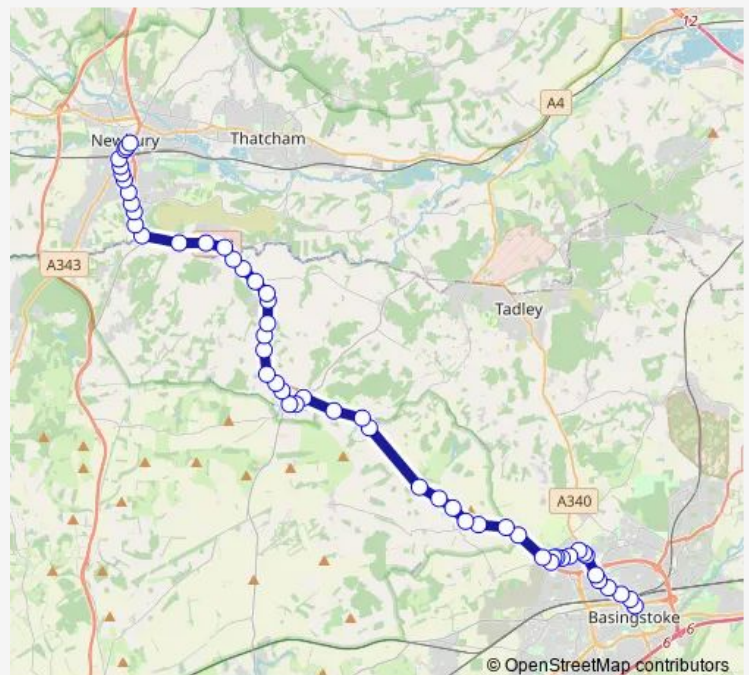 12
A4
Newbury
Thatcham
A343
Tadley
A340
Basingstoke
6
6
© OpenStreetMap contributors